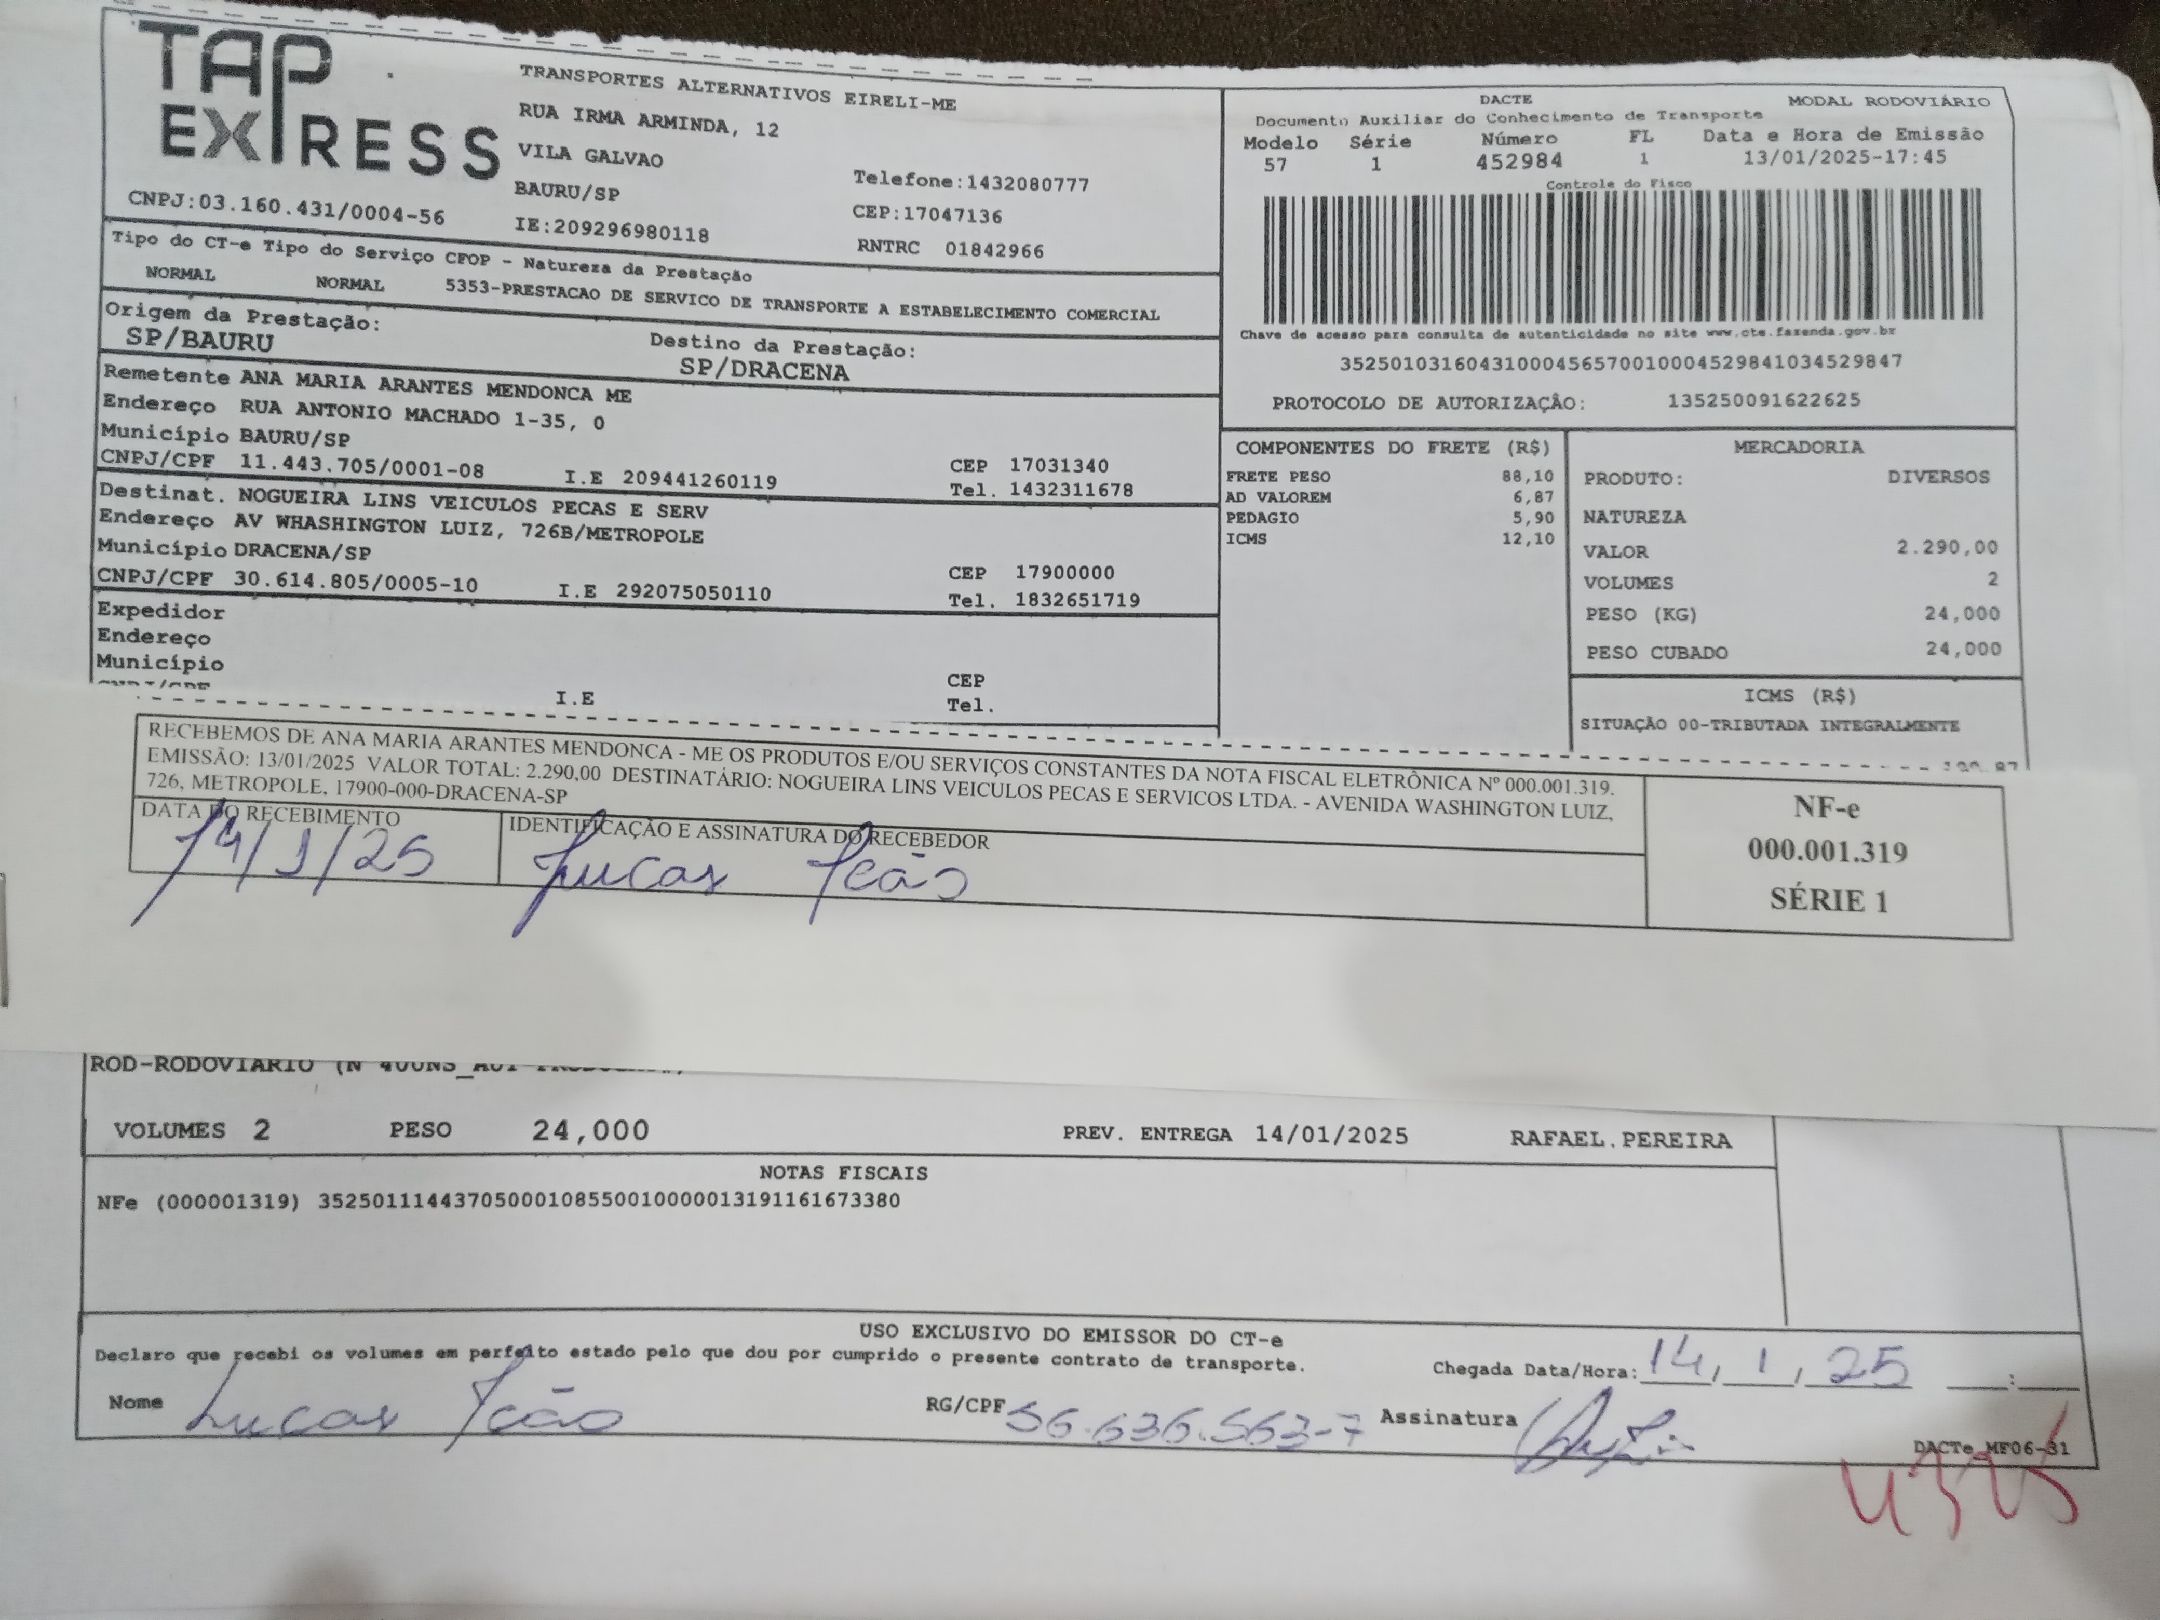 TAP EXPRESS
TRANSPORTES ALTERNATIVOS EIRELI-ME
RUA IRMA ARMINDA, 12
VILA GALVAO
Telefone:1432080777
BAURU/SP
CEP:17047136
CNPJ:03.160.431/0004-56
IE:209296980118
RNTRC 01842966
Tipo do CT-e Tipo do Serviço CFOP - Natureza da Prestação
NORMAL NORMAL 5353-PRESTACAO DE SERVICO DE TRANSPORTE A ESTABELECIMENTO COMERCIAL
Origem da Prestação:
SP/BAURU
Destino da Prestação:
SP/DRACENA
Remetente ANA MARIA ARANTES MENDONCA ME
Endereço RUA ANTONIO MACHADO 1-35, 0
Município BAURU/SP
CEP 17031340
CNPJ/CPF 11.443.705/0001-08 I.E 209441260119 Tel. 1432311678
Destinat. NOGUEIRA LINS VEICULOS PECAS E SERV
Endereço AV WHASHINGTON LUIZ, 726B/METROPOLE
Município DRACENA/SP
CEP 17900000
CNPJ/CPF 30.614.805/0005-10 I.E 292075050110 Tel. 1832651719
Expedidor
Endereço
Município
CEP
CNPJ/CPF I.E Tel.
DACTE MODAL RODOVIÁRIO
Documento Auxiliar do Conhecimento de Transporte
Modelo Série Número FL Data e Hora de Emissão
57 1 452984 1 13/01/2025-17:45
Controle do Fisco
Chave de acesso para consulta de autenticidade no site www.cte.fazenda.gov.br
35250103160431000456570010004529841034529847
PROTOCOLO DE AUTORIZAÇÂO: 135250091622625
COMPONENTES DO FRETE (R$)
FRETE PESO 88,10
AD VALOREM 6,87
PEDAGIO 5,90
ICMS 12,10
MERCADORIA
PRODUTO: DIVERSOS
NATUREZA
VALOR 2.290,00
VOLUMES 2
PESO (KG) 24,000
PESO CUBADO 24,000
ICMS (R$)
SITUAÇÃO 00-TRIBUTADA INTEGRALMENTE
RECEBEMOS DE ANA MARIA ARANTES MENDONCA - ME OS PRODUTOS E/OU SERVIÇOS CONSTANTES DA NOTA FISCAL ELETRÔNICA Nº 000.001.319.
EMISSÃO: 13/01/2025 VALOR TOTAL: 2.290,00 DESTINATÁRIO: NOGUEIRA LINS VEICULOS PECAS E SERVICOS LTDA. - AVENIDA WASHINGTON LUIZ,
726, METROPOLE, 17900-000-DRACENA-SP
DATA DO RECEBIMENTO
14/1/25
IDENTIFICAÇÃO E ASSINATURA DO RECEBEDOR
Lucas Leão
NF-e
000.001.319
SÉRIE 1
ROD-RODOVIARIO
VOLUMES 2 PESO 24,000 PREV. ENTREGA 14/01/2025 RAFAEL.PEREIRA
NOTAS FISCAIS
NFe (000001319) 35250111443705000108550010000013191161673380
USO EXCLUSIVO DO EMISSOR DO CT-e
Declaro que recebi os volumes em perfeito estado pelo que dou por cumprido o presente contrato de transporte.
Chegada Data/Hora: 14, 1, 25 :
Nome Lucas Leão RG/CPF 56.636.563-7 Assinatura
DACTe MF06-31